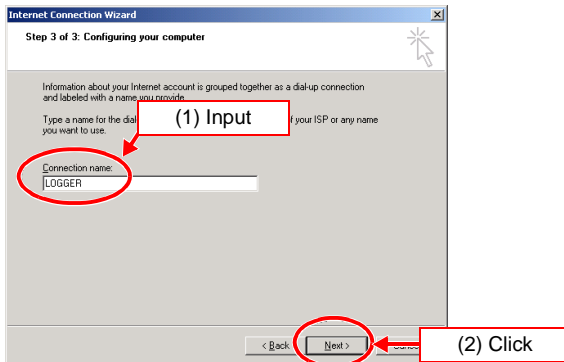 Internet Connection Wizard
Step 3 of 3: Configuring your computer
Information about your Internet account is grouped together as a dial-up connection
and labeled with a name you provide.
Type a name for the dial
(1) Input
f your ISP or any name
you want to use.
Connection name:
LOGGER
< Back
Next >
(2) Click